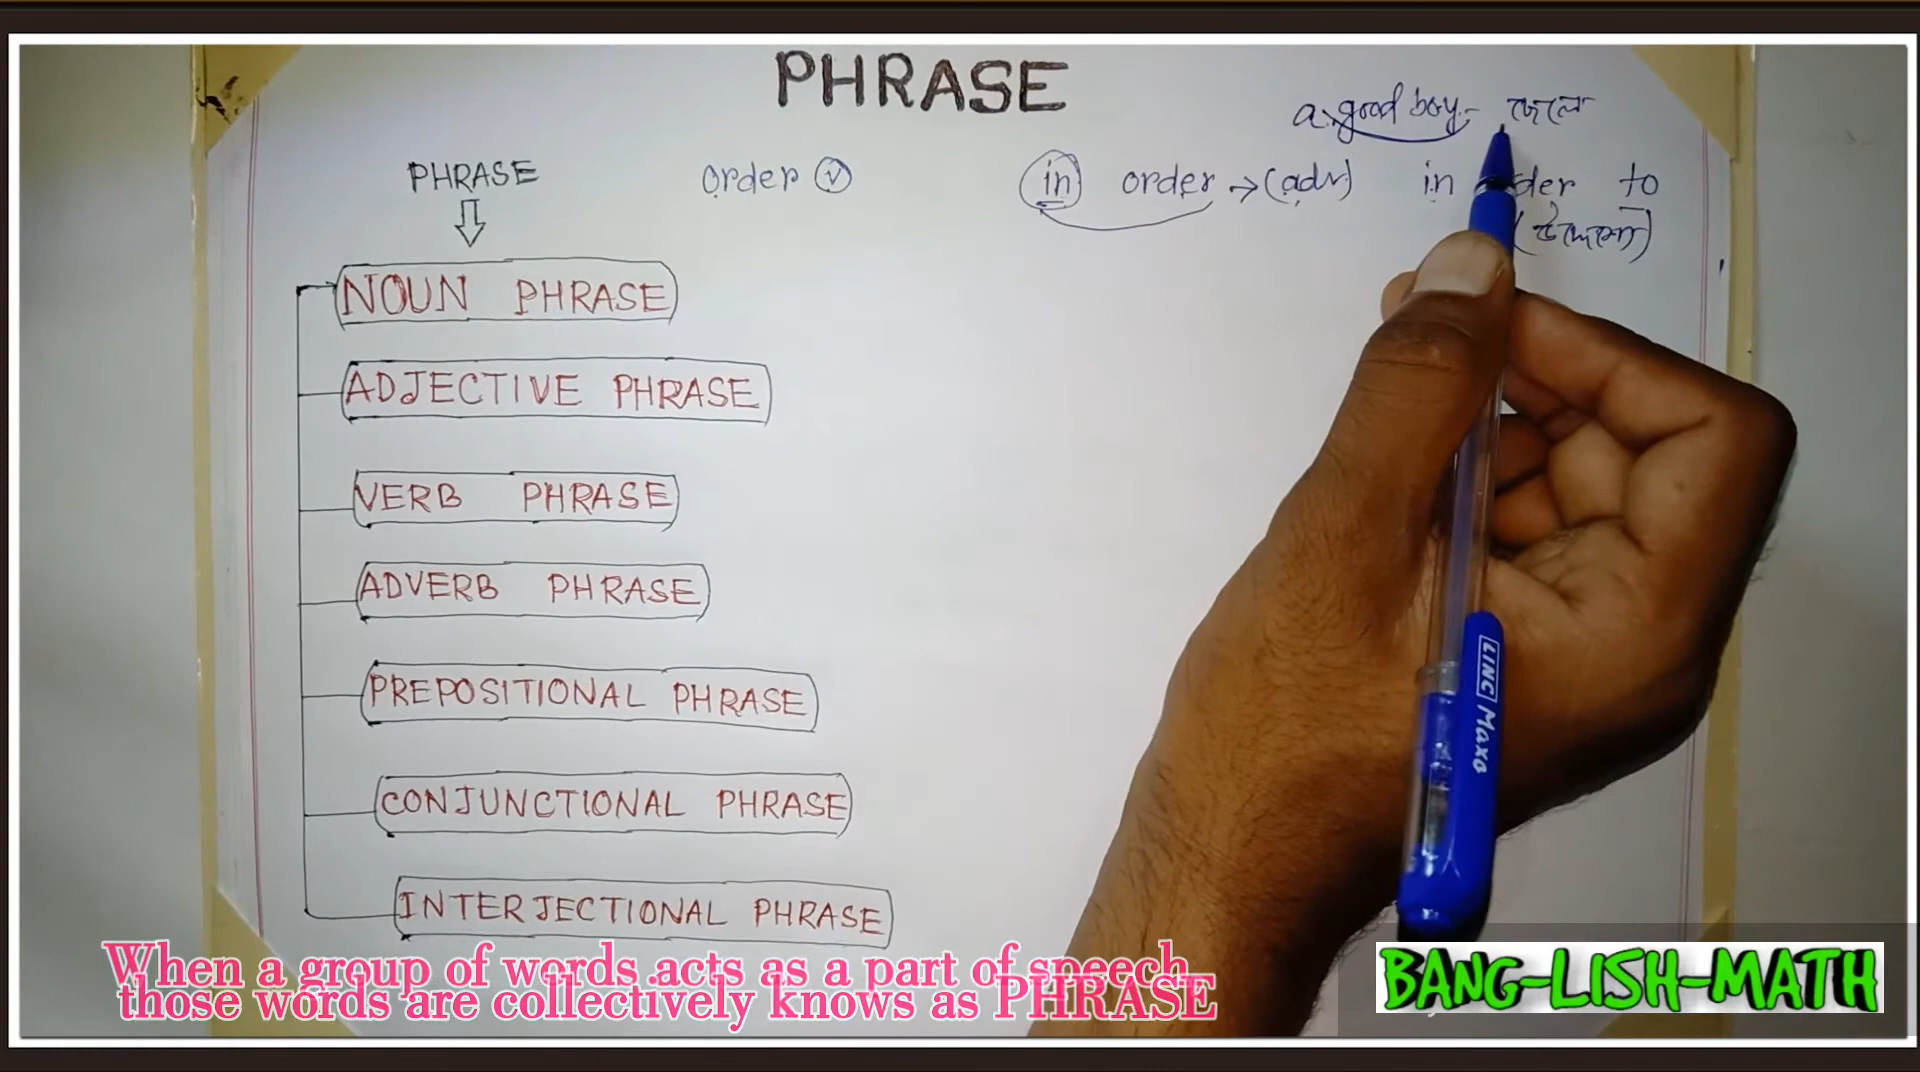 PHRASE
a good boy - ছেলে
PHRASE
order (v)
in order → (adv)
in der to
(উদ্দেশ্যে)
NOUN PHRASE
ADJECTIVE PHRASE
VERB PHRASE
ADVERB PHRASE
PREPOSITIONAL PHRASE
CONJUNCTIONAL PHRASE
INTERJECTIONAL PHRASE
When a group of words acts as a part of speech,
those words are collectively knows as PHRASE
BANG-LISH-MATH
LINC Maxo